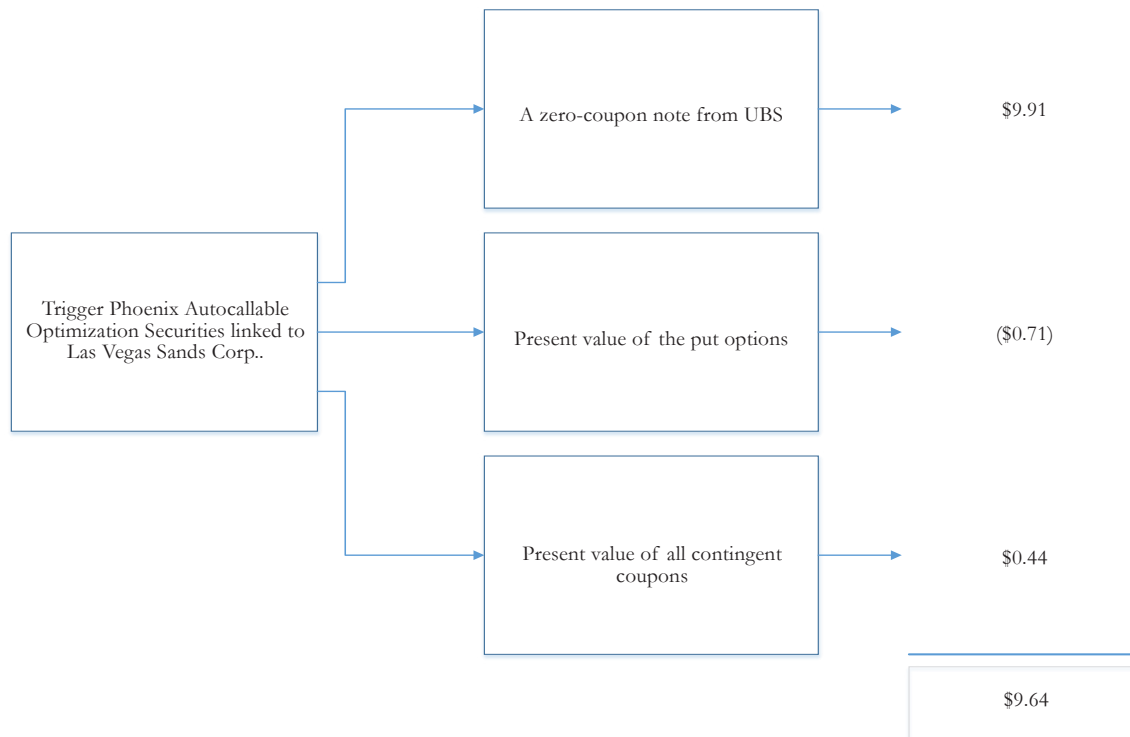 A zero-coupon note from UBS
$9.91
Trigger Phoenix Autocallable
Optimization Securities linked to
Las Vegas Sands Corp..
Present value of the put options
($0.71)
Present value of all contingent
coupons
$0.44
$9.64